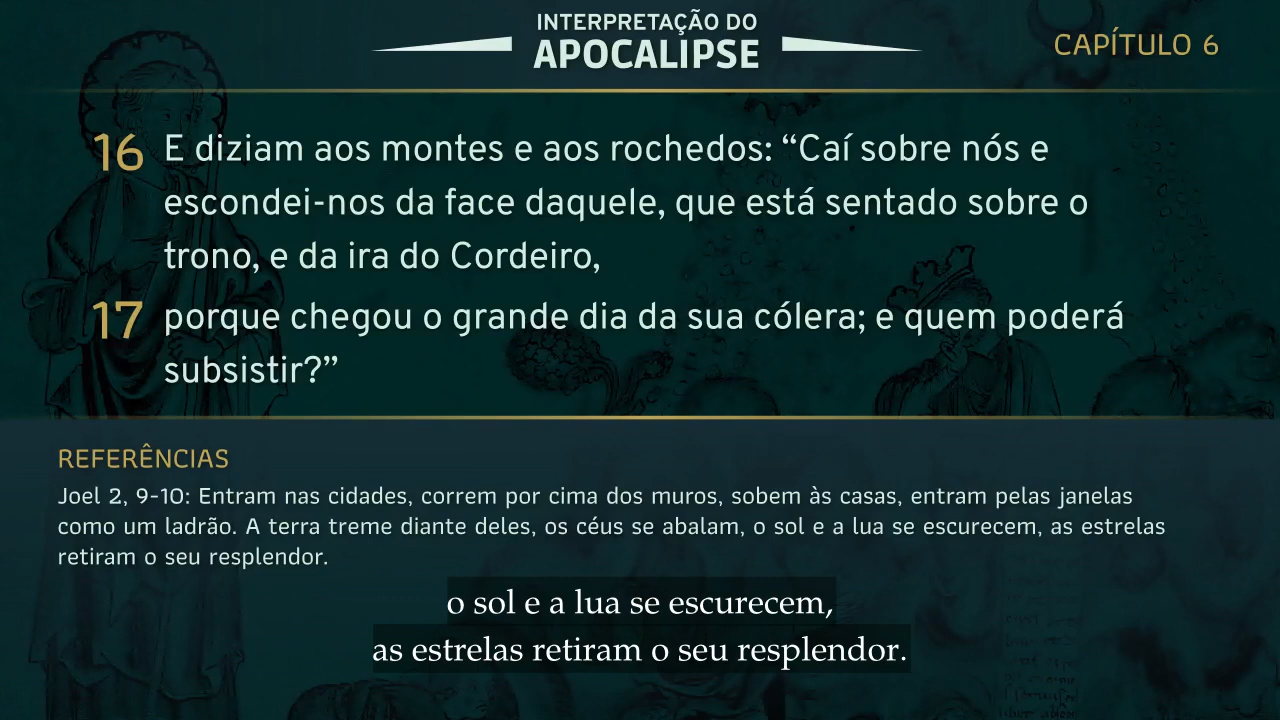 INTERPRETAÇÃO DO
APOCALIPSE
CAPÍTULO 6
16 E diziam aos montes e aos rochedos: “Caí sobre nós e
escondei-nos da face daquele, que está sentado sobre o
trono, e da ira do Cordeiro,
17 porque chegou o grande dia da sua cólera; e quem poderá
subsistir?”
REFERÊNCIAS
Joel 2, 9-10: Entram nas cidades, correm por cima dos muros, sobem às casas, entram pelas janelas
como um ladrão. A terra treme diante deles, os céus se abalam, o sol e a lua se escurecem, as estrelas
retiram o seu resplendor.
o sol e a lua se escurecem,
as estrelas retiram o seu resplendor.